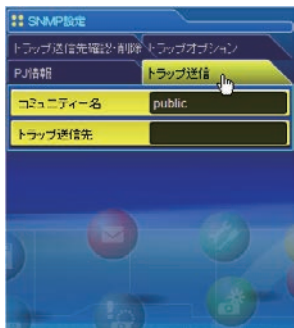 SNMP設定
トラップ送信先確認・削除 トラップオプション
PJ情報 トラップ送信
コミュニティー名 public
トラップ送信先